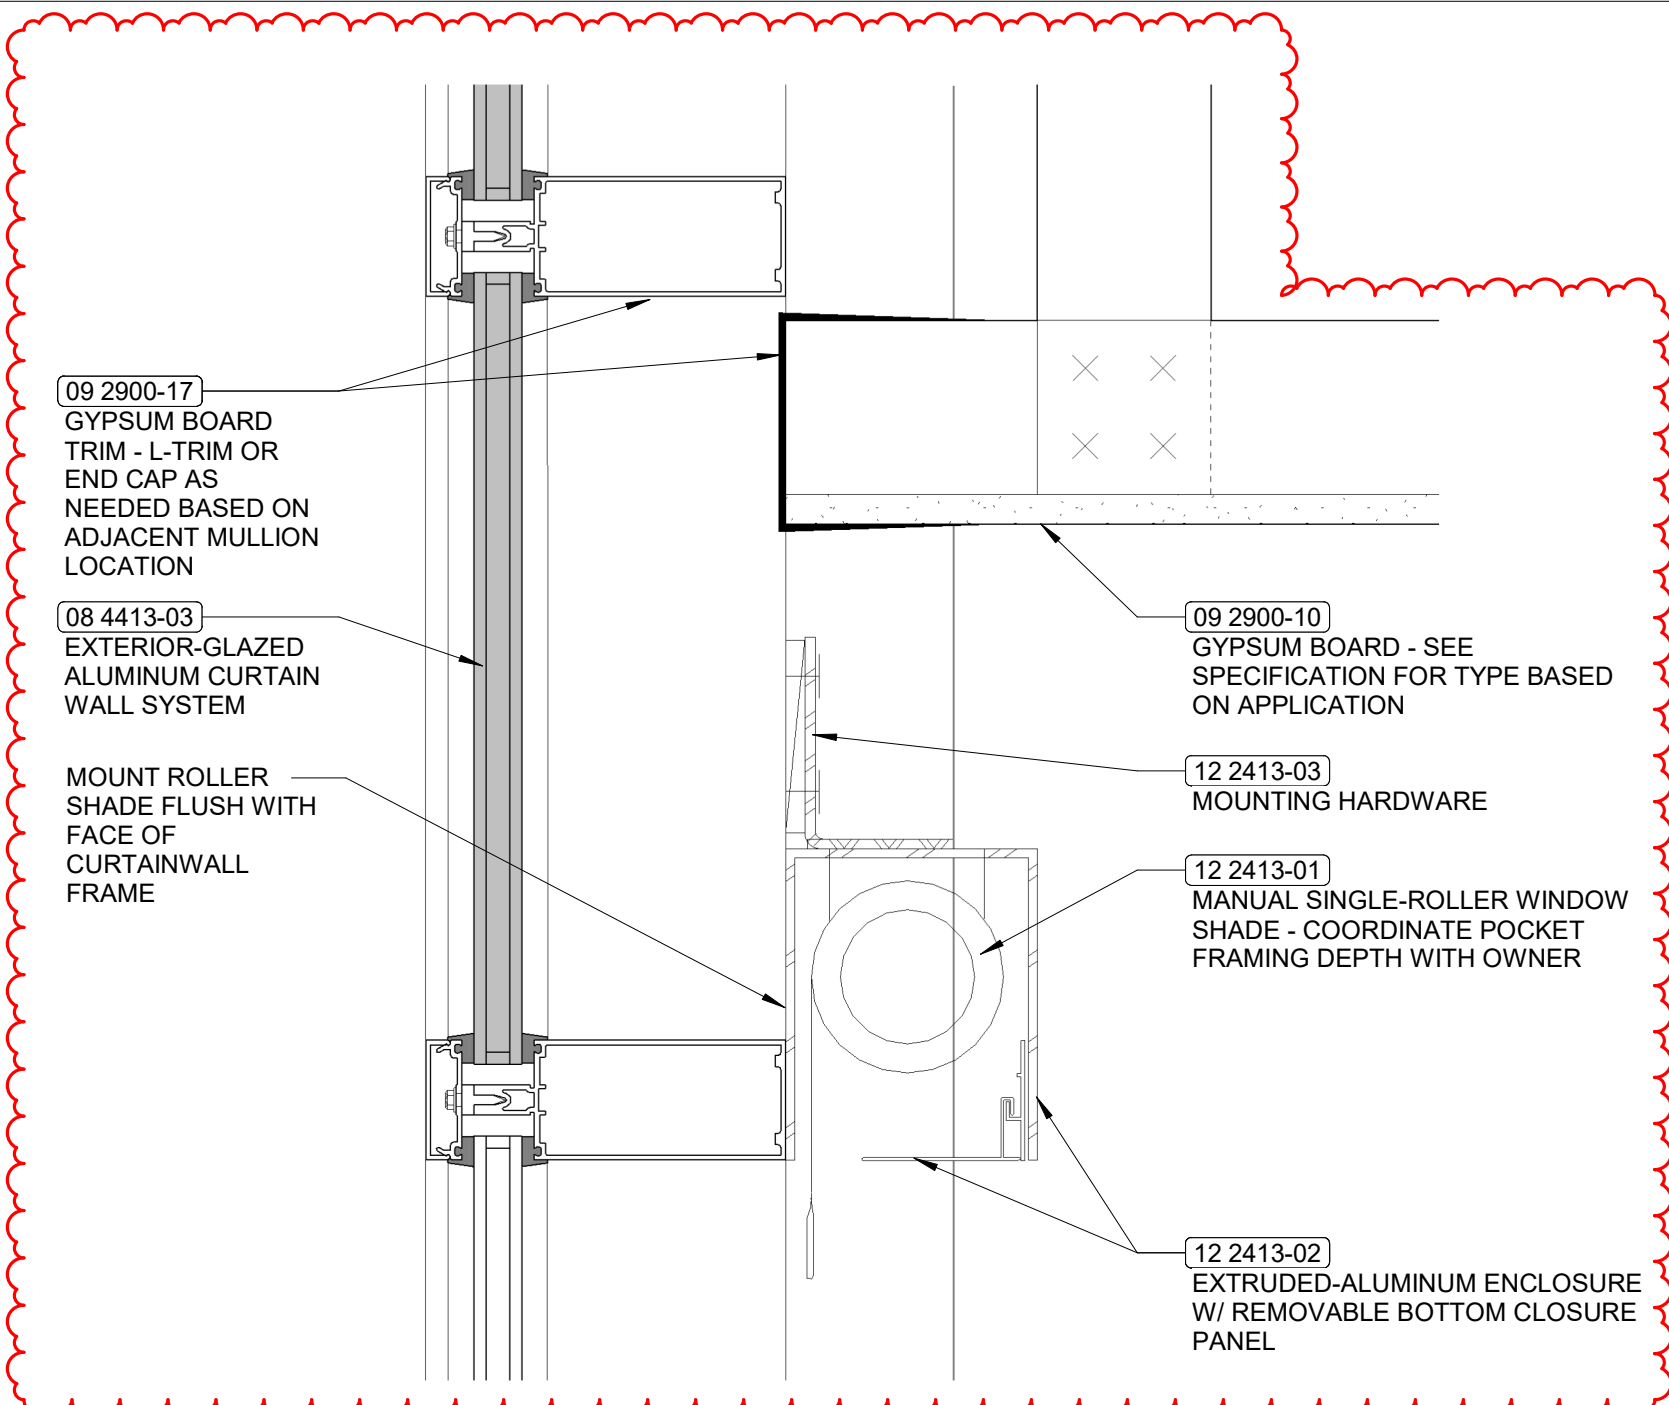 09 2900-17
GYPSUM BOARD
TRIM - L-TRIM OR
END CAP AS
NEEDED BASED ON
ADJACENT MULLION
LOCATION
08 4413-03
EXTERIOR-GLAZED
ALUMINUM CURTAIN
WALL SYSTEM
MOUNT ROLLER
SHADE FLUSH WITH
FACE OF
CURTAINWALL
FRAME
09 2900-10
GYPSUM BOARD - SEE
SPECIFICATION FOR TYPE BASED
ON APPLICATION
12 2413-03
MOUNTING HARDWARE
12 2413-01
MANUAL SINGLE-ROLLER WINDOW
SHADE - COORDINATE POCKET
FRAMING DEPTH WITH OWNER
12 2413-02
EXTRUDED-ALUMINUM ENCLOSURE
W/ REMOVABLE BOTTOM CLOSURE
PANEL